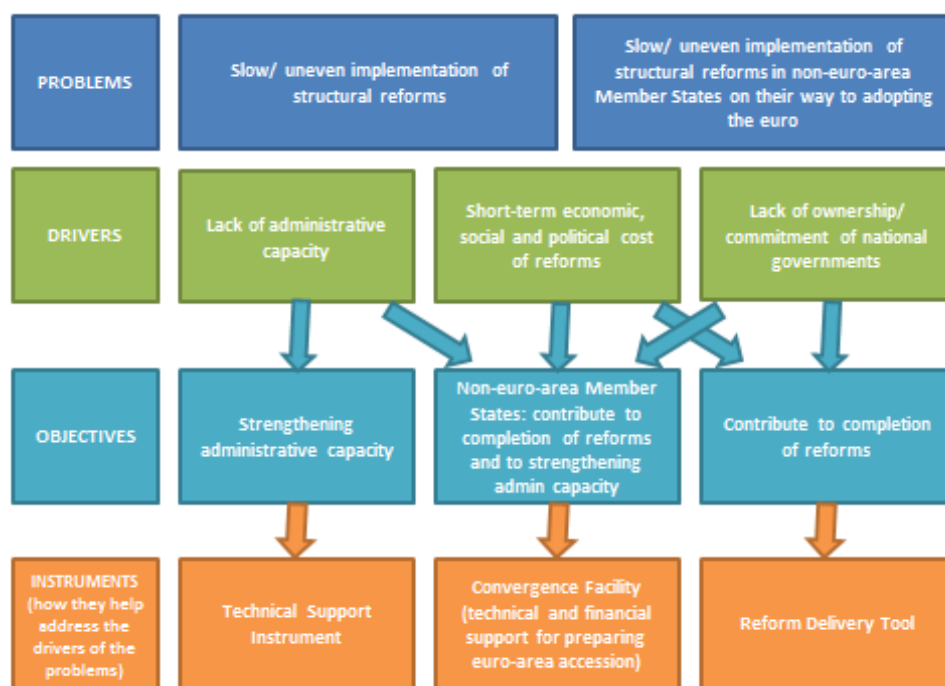 PROBLEMS
Slow/ uneven implementation of
structural reforms
Slow/ uneven implementation of
structural reforms in non-euro-area
Member States on their way to adopting
the euro
DRIVERS
Lack of administrative
capacity
Short-term economic,
social and political cost
of reforms
Lack of ownership/
commitment of national
governments
OBJECTIVES
Strengthening
administrative capacity
Non-euro-area Member
States: contribute to
completion of reforms
and to strengthening
admin capacity
Contribute to completion
of reforms
INSTRUMENTS
(how they help
address the
drivers of the
problems)
Technical Support
Instrument
Convergence Facility
(technical and financial
support for preparing
euro-area accession)
Reform Delivery Tool